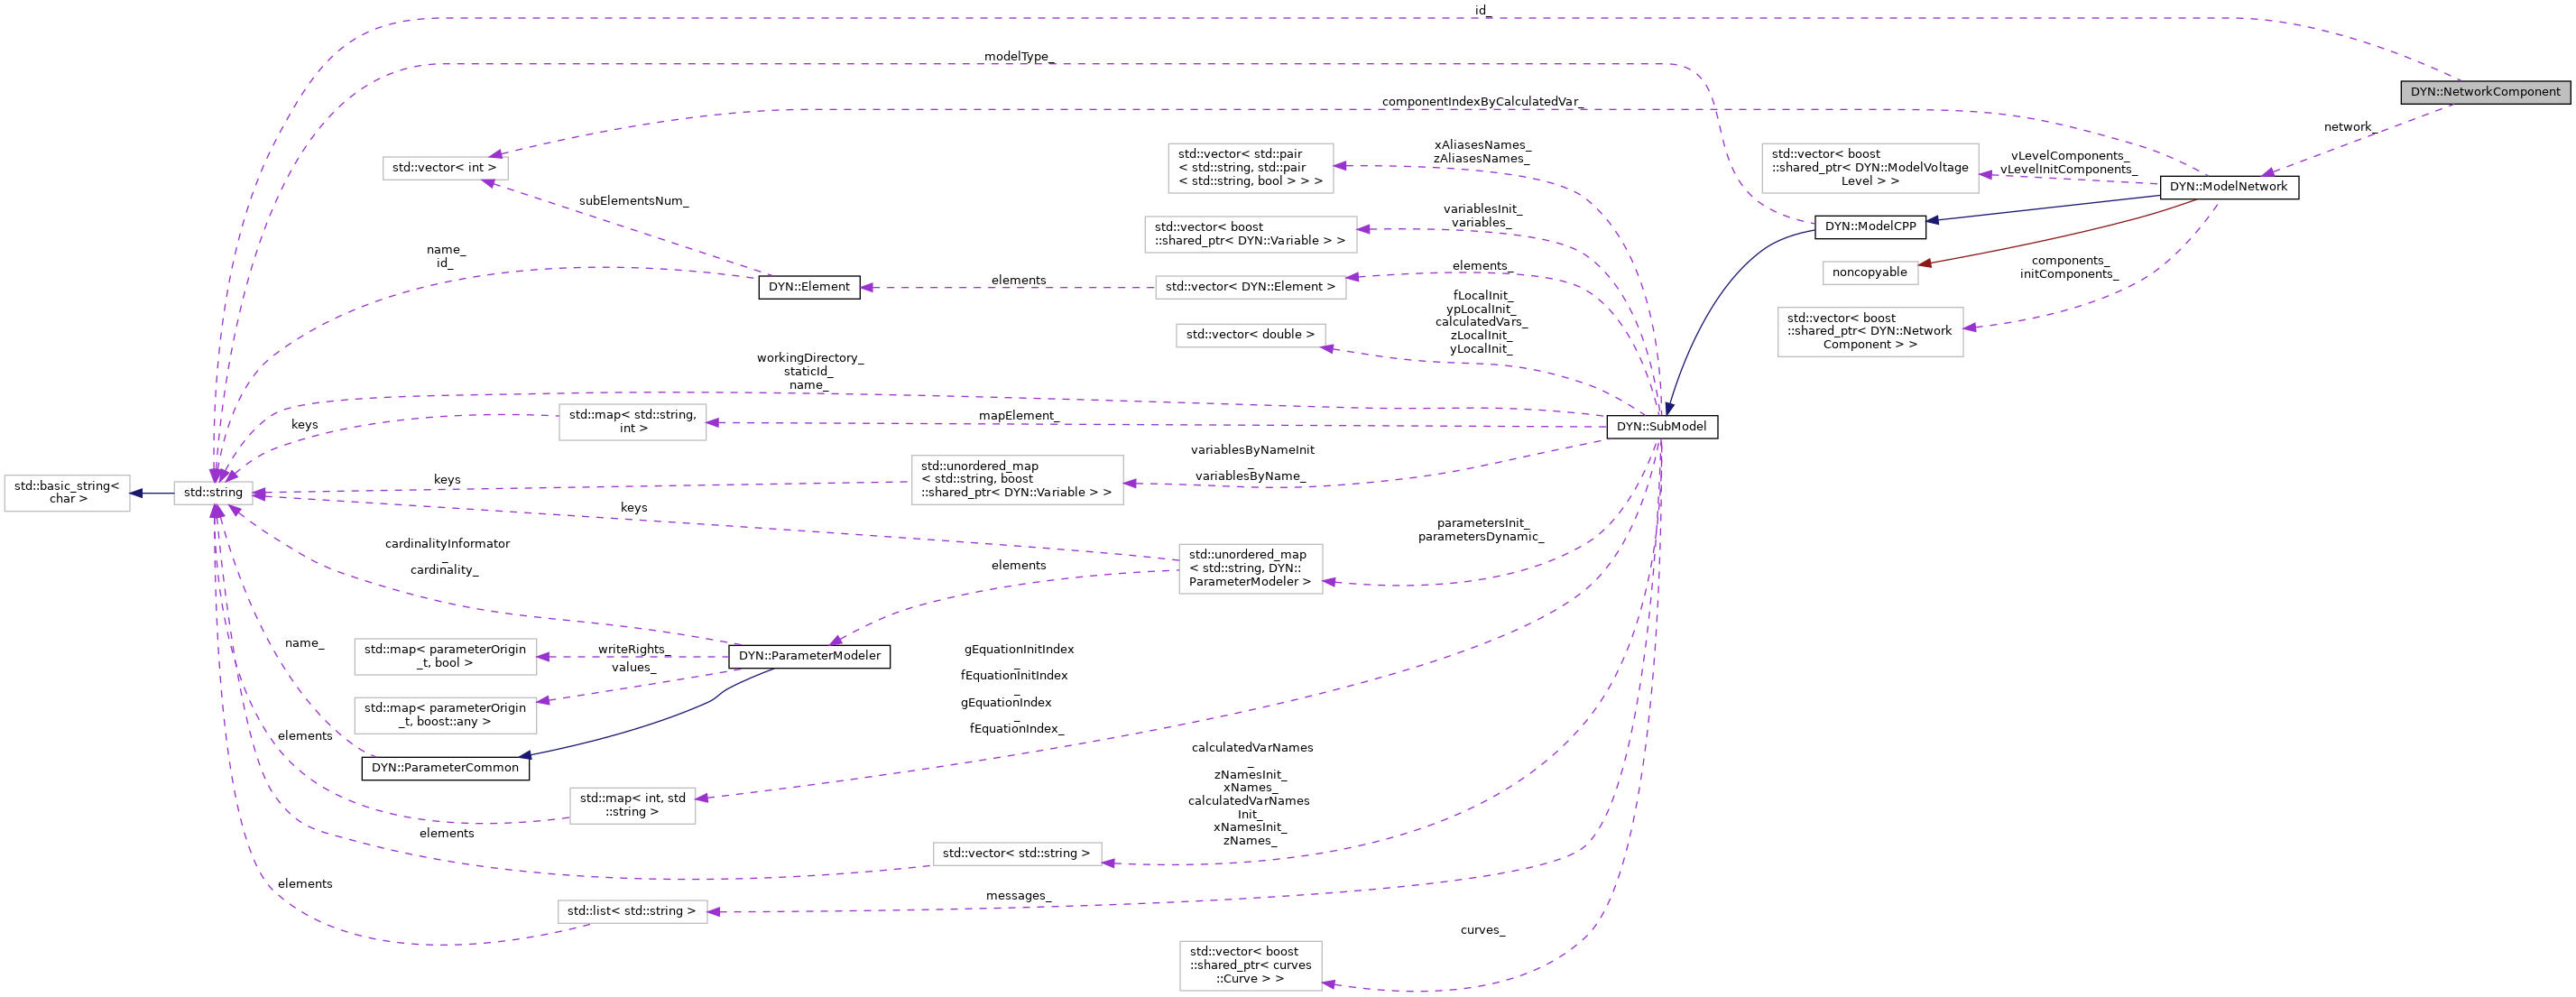 id_
modelType_
DYN::NetworkComponent
componentIndexByCalculatedVar_
network_
std::vector< int >
xAliasesNames_
zAliasesNames_
std::vector< std::pair
< std::string, std::pair
< std::string, bool > > >
std::vector< boost
::shared_ptr< DYN::ModelVoltage
Level > >
vLevelComponents_
vLevelInitComponents_
DYN::ModelNetwork
subElementsNum_
variablesInit_
variables_
std::vector< boost
::shared_ptr< DYN::Variable > >
DYN::ModelCPP
name_
id_
DYN::Element
elements
std::vector< DYN::Element >
elements_
noncopyable
components_
initComponents_
fLocalInit_
ypLocalInit_
calculatedVars_
zLocalInit_
yLocalInit_
std::vector< double >
std::vector< boost
::shared_ptr< DYN::Network
Component > >
workingDirectory_
staticId_
name_
std::map< std::string,
int >
mapElement_
DYN::SubModel
keys
variablesByNameInit
_
variablesByName_
std::unordered_map
< std::string, boost
::shared_ptr< DYN::Variable > >
keys
std::basic_string<
char >
std::string
keys
parametersInit_
parametersDynamic_
std::unordered_map
< std::string, DYN::
ParameterModeler >
elements
cardinalityInformator
_
cardinality_
name_
std::map< parameterOrigin
_t, bool >
writeRights_
values_
DYN::ParameterModeler
std::map< parameterOrigin
_t, boost::any >
gEquationInitIndex
_
fEquationInitIndex
_
gEquationIndex
_
fEquationIndex_
elements
DYN::ParameterCommon
std::map< int, std
::string >
calculatedVarNames
_
zNamesInit_
xNames_
calculatedVarNames
Init_
xNamesInit_
zNames_
elements
std::vector< std::string >
elements
std::list< std::string >
messages_
curves_
std::vector< boost
::shared_ptr< curves
::Curve > >